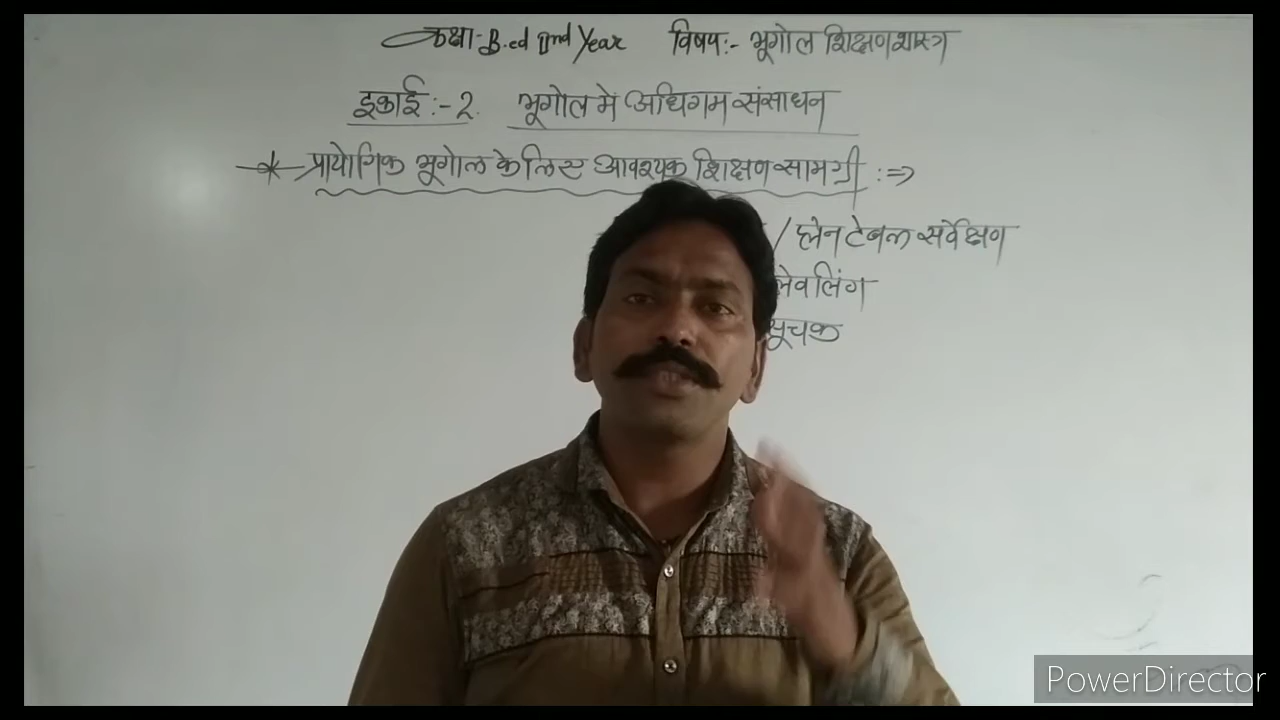 कक्षा- B.ed IInd Year विषय:- भूगोल शिक्षणशास्त्र
इकाई :- 2. भूगोल मे अधिगम संसाधन
प्रायोगिक भूगोल के लिए आवश्यक शिक्षण सामग्री :⇒
/ प्लेन टेबल सर्वेक्षण
लेवलिंग
सूचक
PowerDirector